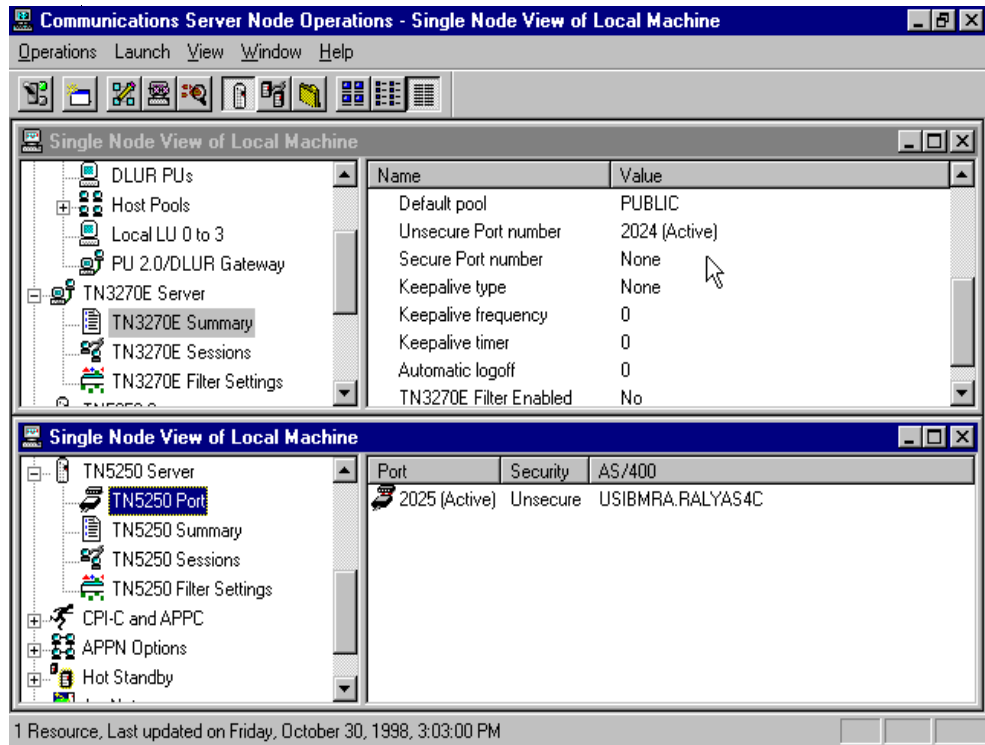 Communications Server Node Operations - Single Node View of Local Machine
Operations Launch View Window Help
Single Node View of Local Machine
DLUR PUs
Host Pools
Local LU 0 to 3
PU 2.0/DLUR Gateway
TN3270E Server
TN3270E Summary
TN3270E Sessions
TN3270E Filter Settings
Name Value
Default pool PUBLIC
Unsecure Port number 2024 (Active)
Secure Port number None
Keepalive type None
Keepalive frequency 0
Keepalive timer 0
Automatic logoff 0
TN3270E Filter Enabled No
Single Node View of Local Machine
TN5250 Server
TN5250 Port
TN5250 Summary
TN5250 Sessions
TN5250 Filter Settings
CPI-C and APPC
APPN Options
Hot Standby
Port Security AS/400
2025 (Active) Unsecure USIBMRA.RALYAS4C
1 Resource, Last updated on Friday, October 30, 1998, 3:03:00 PM